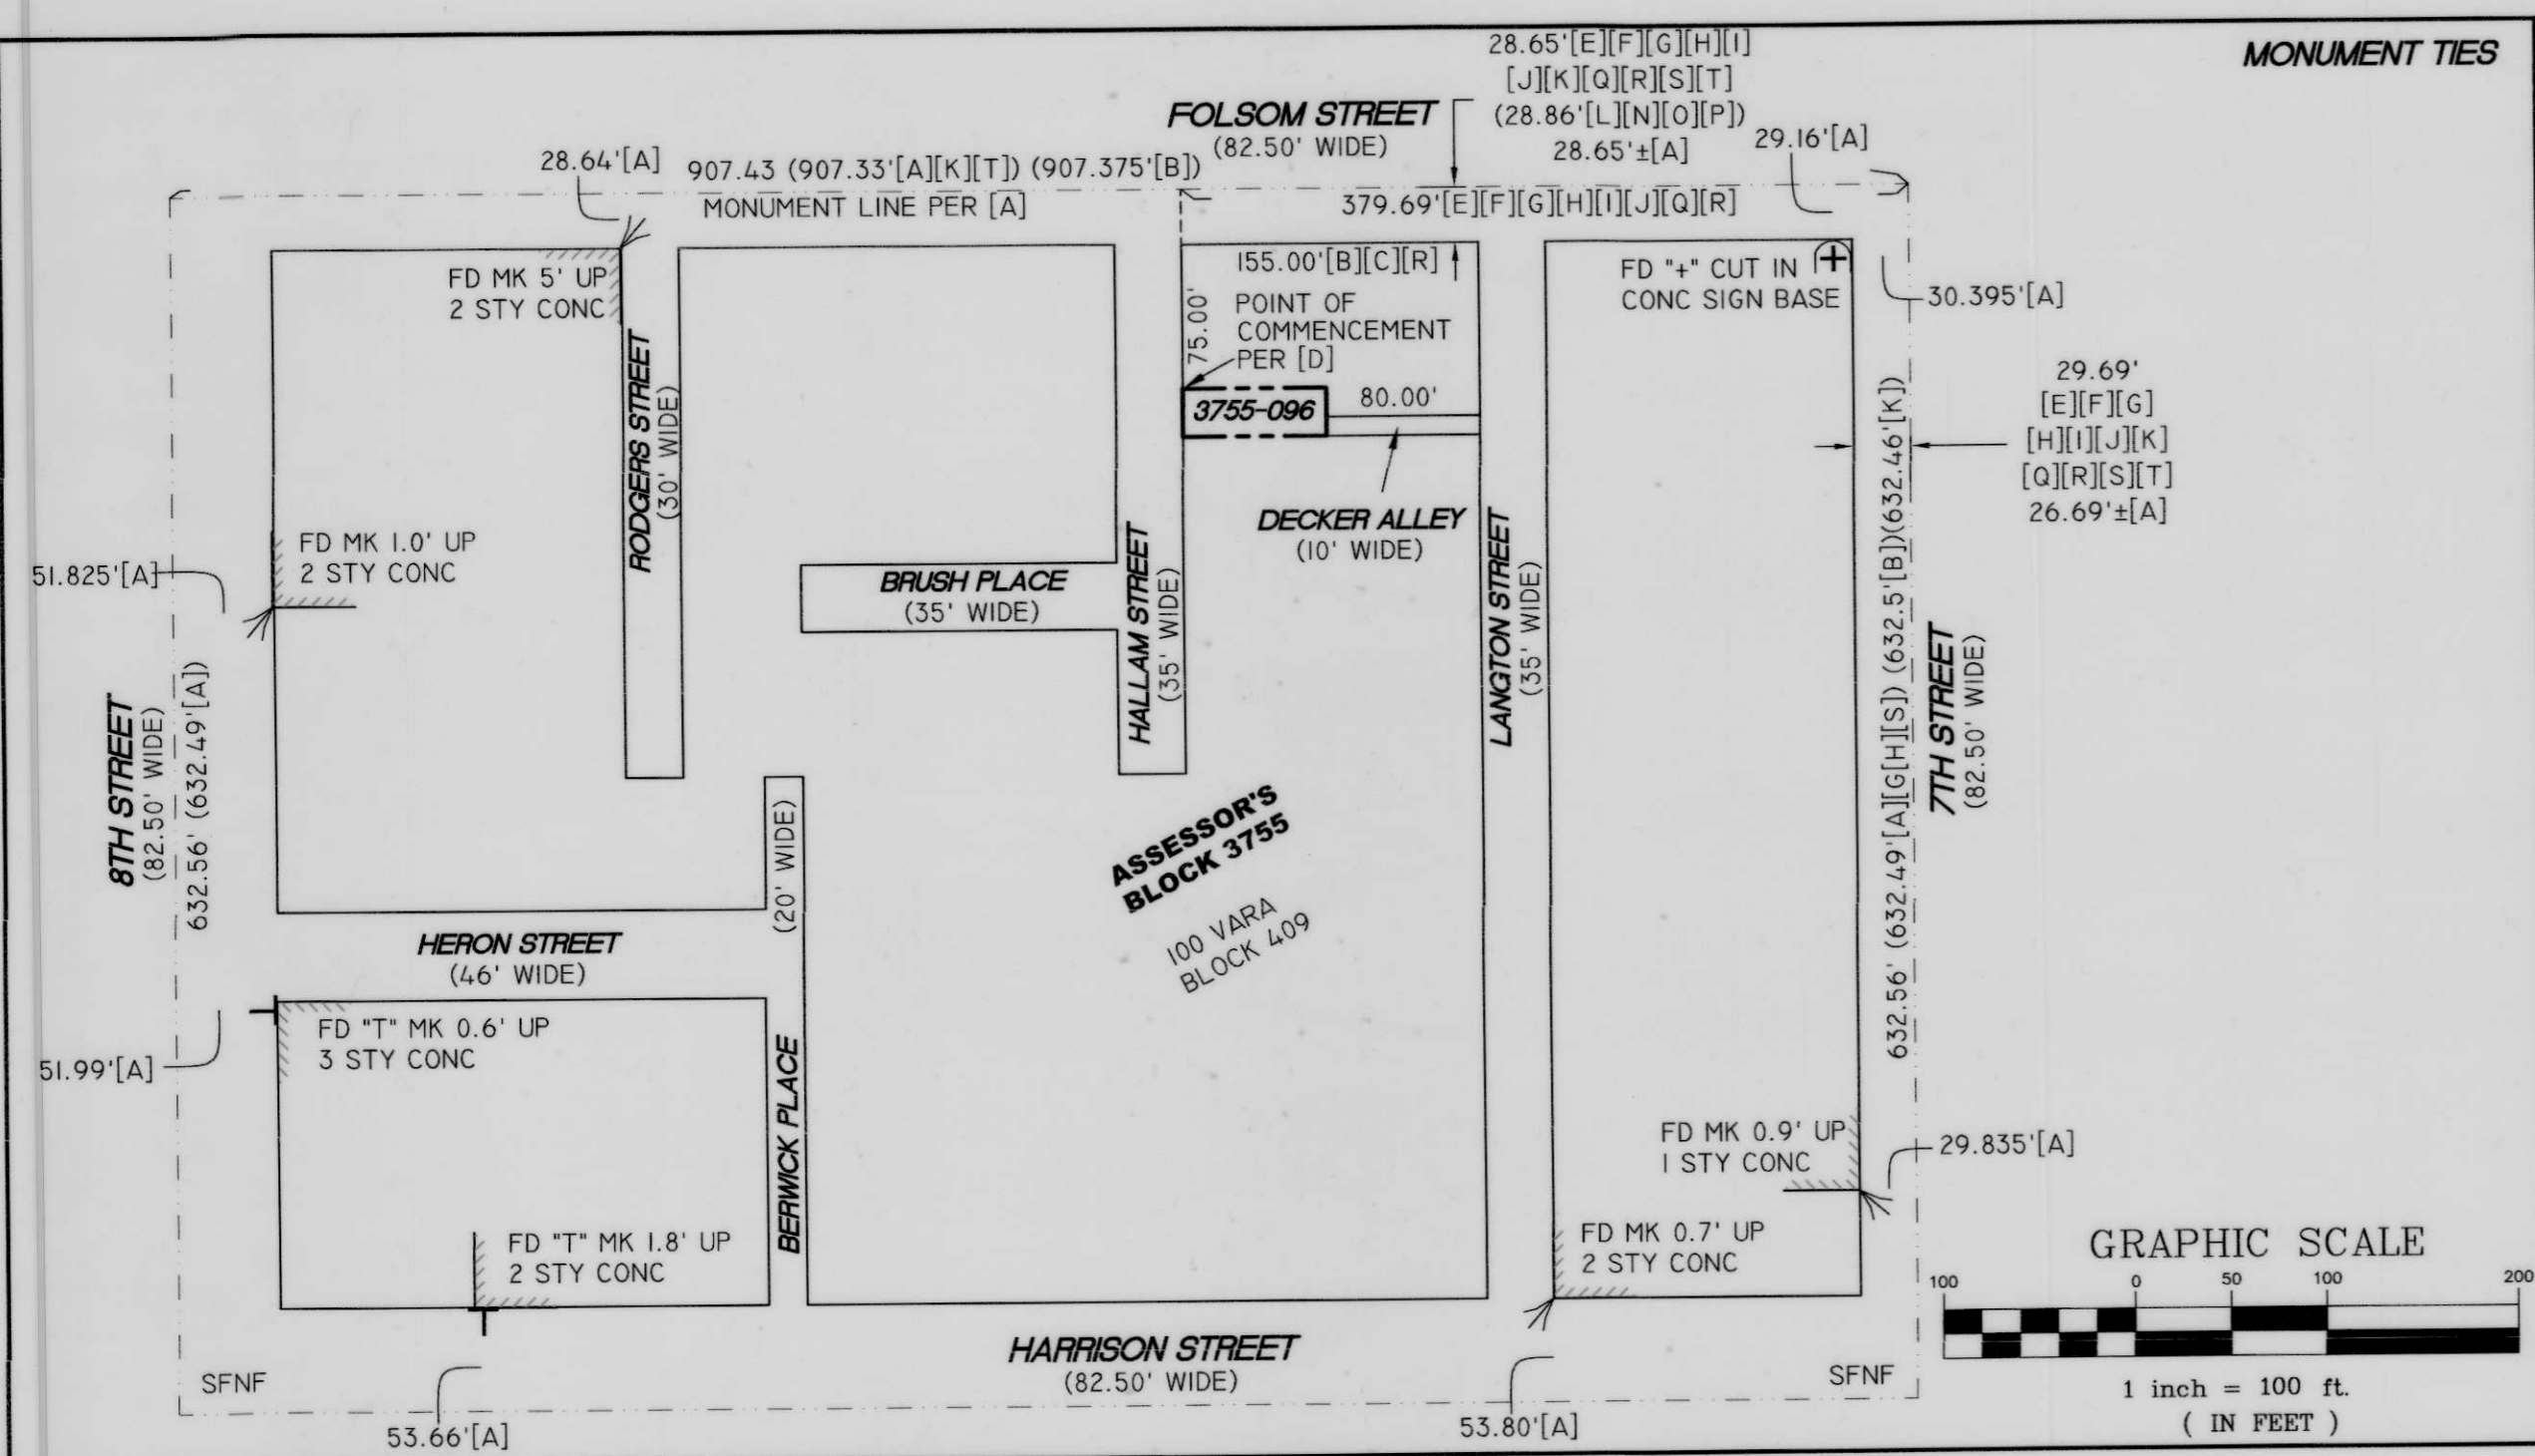 MONUMENT TIES
28.65'[E][F][G][H][I]
[J][K][Q][R][S][T]
(28.86'[L][N][O][P])
28.65'±[A]
FOLSOM STREET
(82.50' WIDE)
29.16'[A]
28.64'[A]
907.43 (907.33'[A][K][T]) (907.375'[B])
MONUMENT LINE PER [A]
379.69'[E][F][G][H][I][J][Q][R]
FD MK 5' UP
2 STY CONC
155.00'[B][C][R]
75.00'
POINT OF
COMMENCEMENT
PER [D]
FD "+" CUT IN
CONC SIGN BASE
30.395'[A]
3755-096
80.00'
29.69'
[E][F][G]
[H][I][J][K]
[Q][R][S][T]
26.69'±[A]
RODGERS STREET
(30' WIDE)
DECKER ALLEY
(10' WIDE)
FD MK 1.0' UP
2 STY CONC
51.825'[A]
BRUSH PLACE
(35' WIDE)
HALLAM STREET
(35' WIDE)
LANGTON STREET
(35' WIDE)
632.56' (632.49'[A][G[H][S]) (632.5'[B])(632.46'[K])
7TH STREET
(82.50' WIDE)
8TH STREET
(82.50' WIDE)
632.56' (632.49'[A])
(20' WIDE)
ASSESSOR'S
BLOCK 3755
100 VARA
BLOCK 409
HERON STREET
(46' WIDE)
FD "T" MK 0.6' UP
3 STY CONC
51.99'[A]
BERWICK PLACE
FD MK 0.9' UP
1 STY CONC
29.835'[A]
FD "T" MK 1.8' UP
2 STY CONC
FD MK 0.7' UP
2 STY CONC
HARRISON STREET
(82.50' WIDE)
SFNF
SFNF
53.66'[A]
53.80'[A]
GRAPHIC SCALE
100 0 50 100 200
1 inch = 100 ft.
( IN FEET )